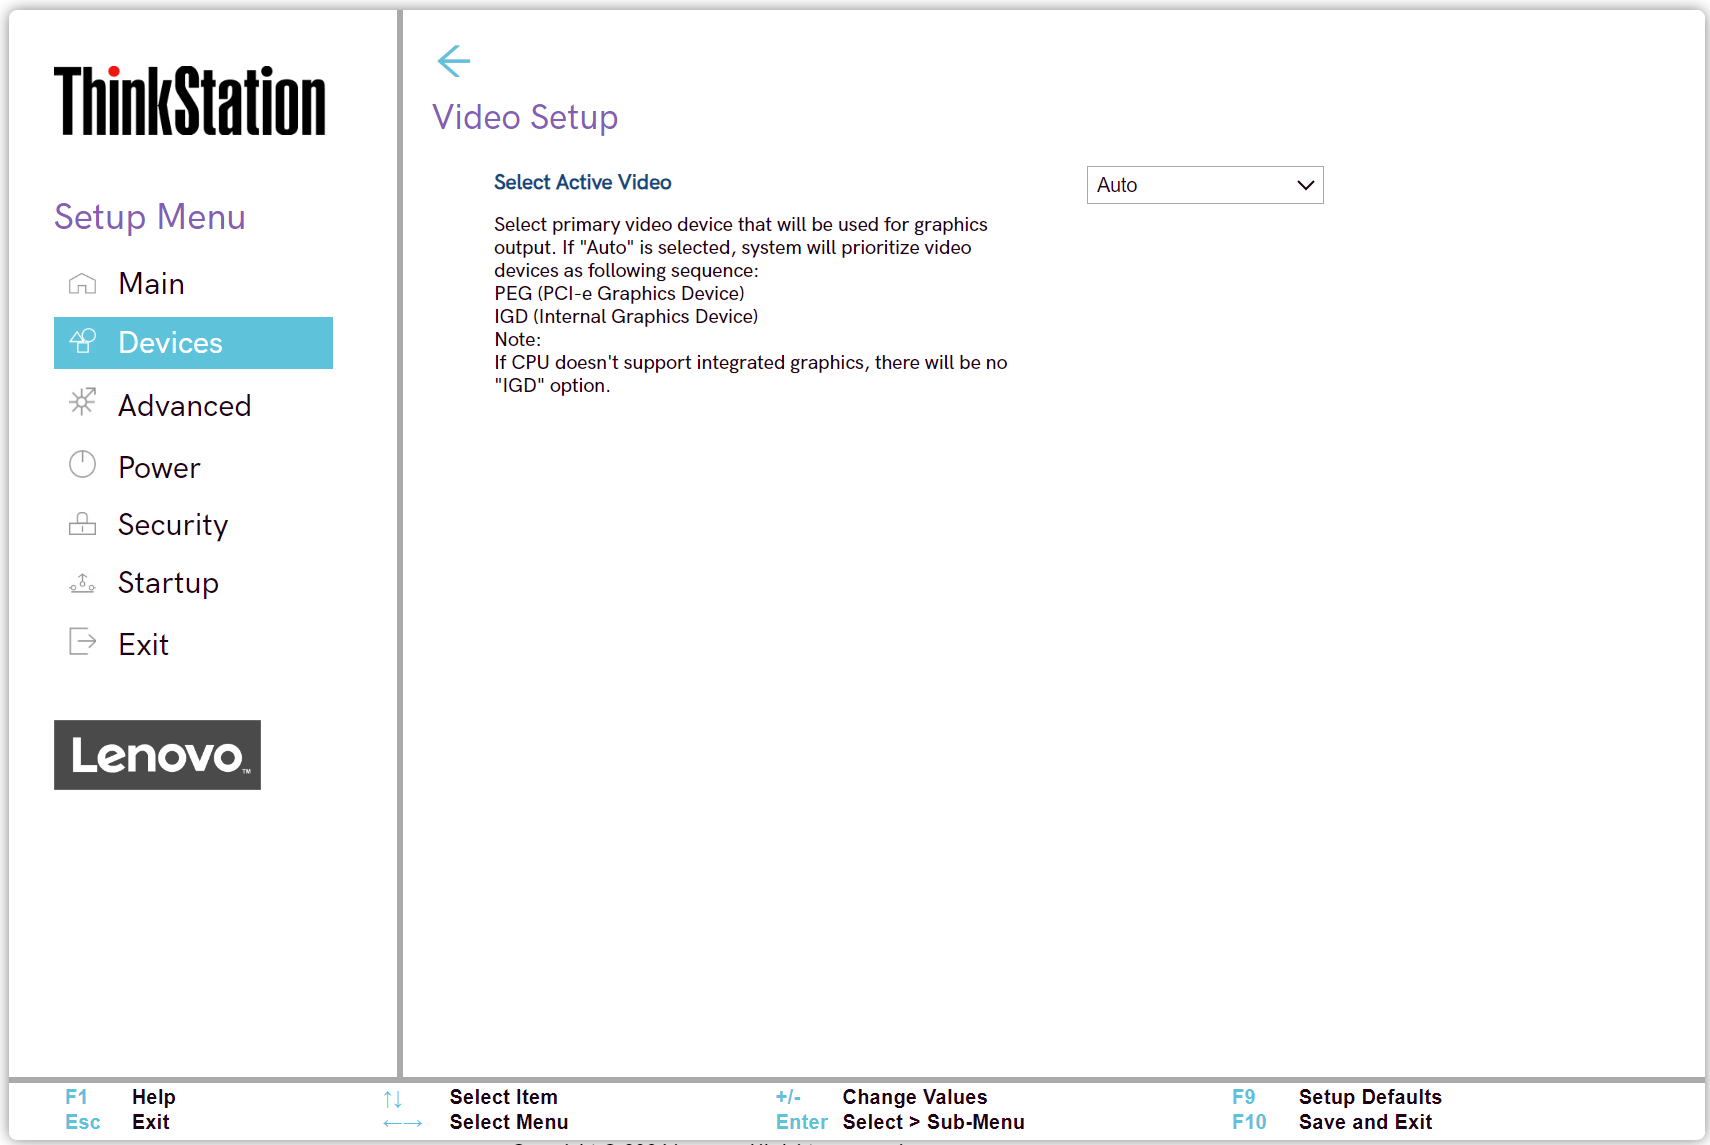 ThinkStation
Setup Menu
Main
Devices
Advanced
Power
Security
Startup
Exit
Lenovo™
Video Setup
Select Active Video
Auto
Select primary video device that will be used for graphics
output. If "Auto" is selected, system will prioritize video
devices as following sequence:
PEG (PCI-e Graphics Device)
IGD (Internal Graphics Device)
Note:
If CPU doesn't support integrated graphics, there will be no
"IGD" option.
F1 Help ↑↓ Select Item +/- Change Values F9 Setup Defaults
Esc Exit ←→ Select Menu Enter Select > Sub-Menu F10 Save and Exit